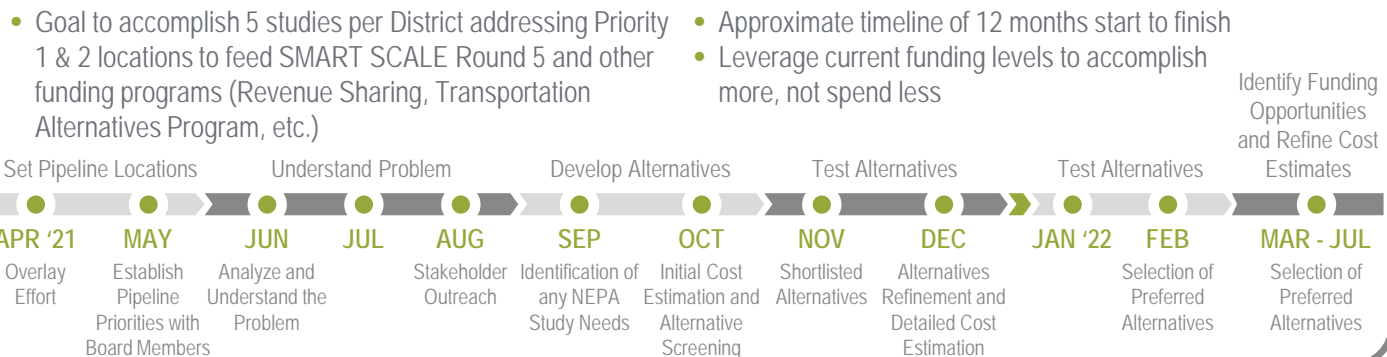 • Goal to accomplish 5 studies per District addressing Priority
1 & 2 locations to feed SMART SCALE Round 5 and other
funding programs (Revenue Sharing, Transportation
Alternatives Program, etc.)
• Approximate timeline of 12 months start to finish
• Leverage current funding levels to accomplish
more, not spend less
Set Pipeline Locations
Understand Problem
Develop Alternatives
Test Alternatives
Test Alternatives
Identify Funding
Opportunities
and Refine Cost
Estimates
APR ‘21
Overlay
Effort
MAY
Establish
Pipeline
Priorities with
Board Members
JUN
Analyze and
Understand the
Problem
JUL
AUG
Stakeholder
Outreach
SEP
Identification of
any NEPA
Study Needs
OCT
Initial Cost
Estimation and
Alternative
Screening
NOV
Shortlisted
Alternatives
DEC
Alternatives
Refinement and
Detailed Cost
Estimation
JAN ‘22
FEB
Selection of
Preferred
Alternatives
MAR - JUL
Selection of
Preferred
Alternatives